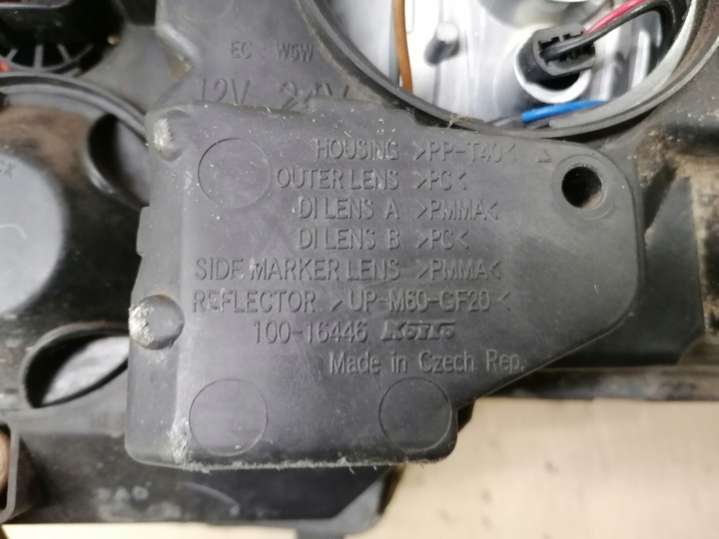 EC : W5W
12V
HOUSING >PP-T40<
OUTER LENS >PC<
DI LENS A >PMMA<
DI LENS B >PC<
SIDE MARKER LENS >PMMA<
REFLECTOR > UP-M60-GF20 <
100-16446 KOITO
Made in Czech Rep.